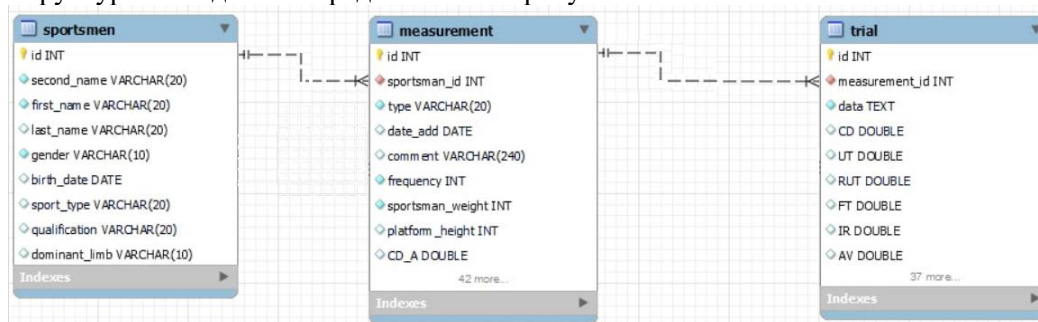 sportsmen
id INT
second_name VARCHAR(20)
first_name VARCHAR(20)
last_name VARCHAR(20)
gender VARCHAR(10)
birth_date DATE
sport_type VARCHAR(20)
qualification VARCHAR(20)
dominant_limb VARCHAR(10)
Indexes
measurement
id INT
sportsman_id INT
type VARCHAR(20)
date_add DATE
comment VARCHAR(240)
frequency INT
sportsman_weight INT
platform_height INT
CD_A DOUBLE
42 more...
Indexes
trial
id INT
measurement_id INT
data TEXT
CD DOUBLE
UT DOUBLE
RUT DOUBLE
FT DOUBLE
IR DOUBLE
AV DOUBLE
37 more...
Indexes